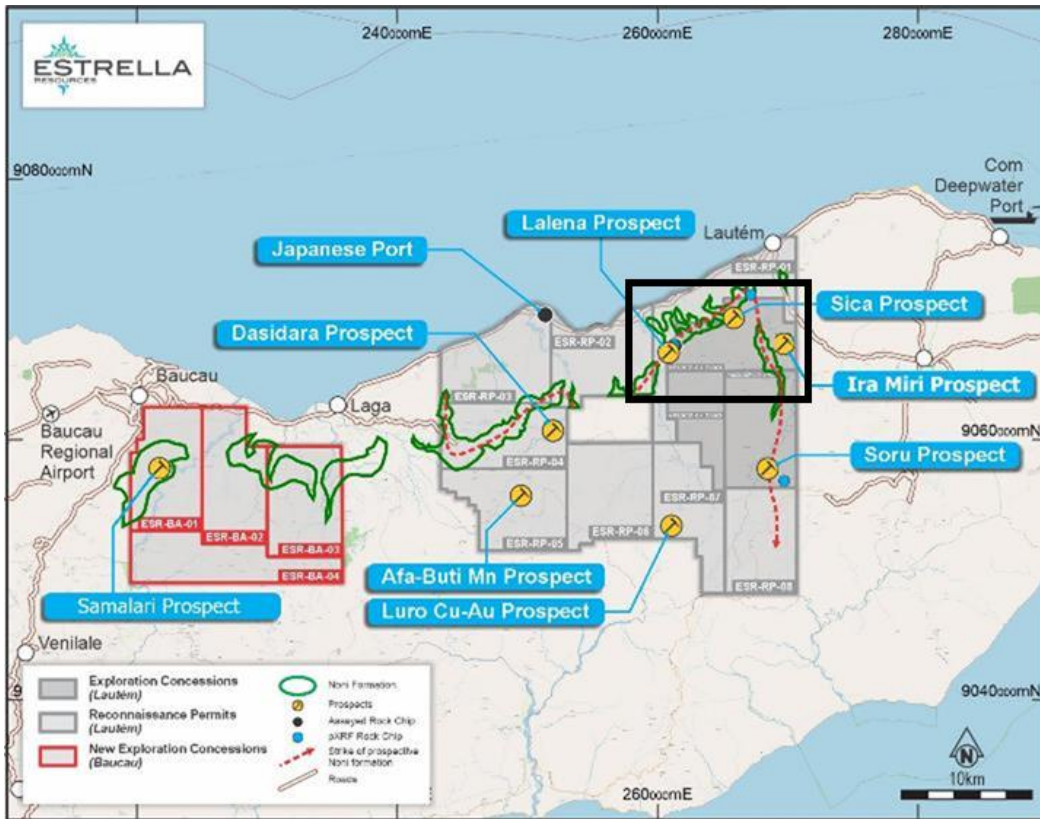 ESTRELLA
RESOURCES
240000mE
260000mE
280000mE
9080000mN
Com
Deepwater
Port
Lalena Prospect
Lautém
Japanese Port
ESR-RP-01
Sica Prospect
Dasidara Prospect
ESR-RP-02
Baucau
Ira Miri Prospect
Laga
ESR-RP-03
Baucau
Regional
Airport
9060000mN
ESR-RP-04
Soru Prospect
ESR-RP-07
ESR-BA-01
ESR-BA-02
ESR-RP-06
ESR-BA-03
ESR-RP-05
ESR-BA-04
Afa-Buti Mn Prospect
ESR-RP-08
Samalari Prospect
Luro Cu-Au Prospect
Venilale
Exploration Concessions
(Lautém)
Reconnaissance Permits
(Lautém)
New Exploration Concessions
(Baucau)
Noni Formation
Prospects
Assayed Rock Chip
pXRF Rock Chip
Strike of prospective
Noni formation
Roads
9
9040000mN
N
10km
260000mE